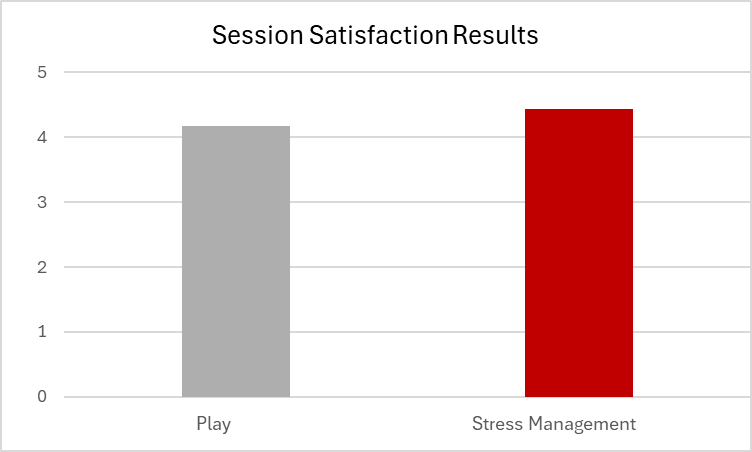 Session Satisfaction Results
5
4
3
2
1
0
Play
Stress Management